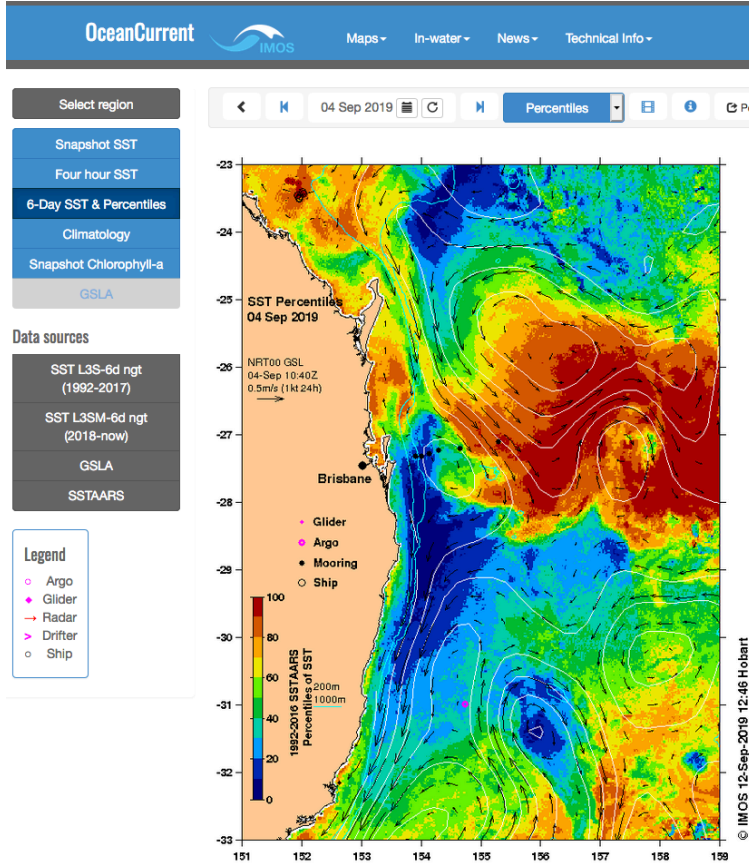 OceanCurrent
IMOS
Maps
In-water
News
Technical Info
Select region
04 Sep 2019
Percentiles
Snapshot SST
Four hour SST
6-Day SST & Percentiles
Climatology
Snapshot Chlorophyll-a
GSLA
Data sources
SST L3S-6d ngt
(1992-2017)
SST L3SM-6d ngt
(2018-now)
GSLA
SSTAARS
Legend
Argo
Glider
Radar
Drifter
Ship
-23
-24
-25
-26
-27
-28
-29
-30
-31
-32
-33
SST Percentiles
04 Sep 2019
NRT00 GSL
04-Sep 10:40Z
0.5m/s (1kt 24h)
Brisbane
Glider
Argo
Mooring
Ship
100
80
60
40
20
0
1992-2016 SSTAARS
Percentiles of SST
200m
1000m
151 152 153 154 155 156 157 158 159
© IMOS 12-Sep-2019 12:46 Hobart